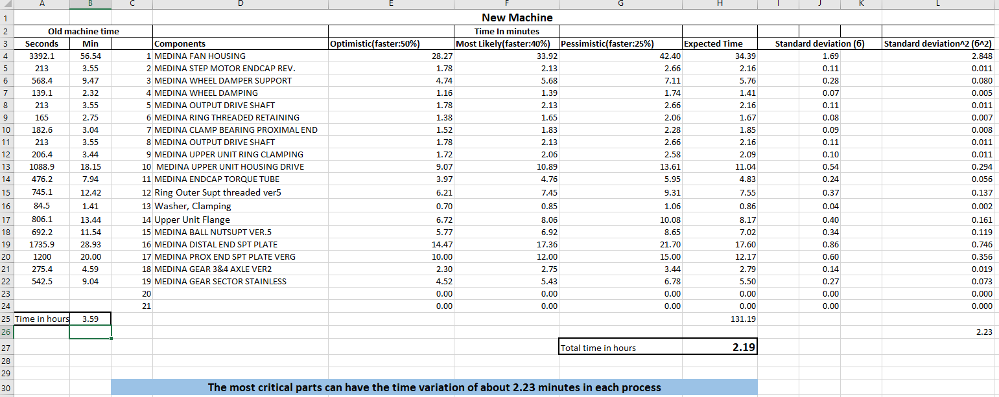 A B C D E F G H I J K L
1 New Machine
2 Old machine time Time In minutes
3 Seconds Min Components Optimistic(faster:50%) Most Likely(faster:40%) Pessimistic(faster:25%) Expected Time Standard deviation (б) Standard deviation^2 (б^2)
4 3392.1 56.54 1 MEDINA FAN HOUSING 28.27 33.92 42.40 34.39 1.69 2.848
5 213 3.55 2 MEDINA STEP MOTOR ENDCAP REV. 1.78 2.13 2.66 2.16 0.11 0.011
6 568.4 9.47 3 MEDINA WHEEL DAMPER SUPPORT 4.74 5.68 7.11 5.76 0.28 0.080
7 139.1 2.32 4 MEDINA WHEEL DAMPING 1.16 1.39 1.74 1.41 0.07 0.005
8 213 3.55 5 MEDINA OUTPUT DRIVE SHAFT 1.78 2.13 2.66 2.16 0.11 0.011
9 165 2.75 6 MEDINA RING THREADED RETAINING 1.38 1.65 2.06 1.67 0.08 0.007
10 182.6 3.04 7 MEDINA CLAMP BEARING PROXIMAL END 1.52 1.83 2.28 1.85 0.09 0.008
11 213 3.55 8 MEDINA OUTPUT DRIVE SHAFT 1.78 2.13 2.66 2.16 0.11 0.011
12 206.4 3.44 9 MEDINA UPPER UNIT RING CLAMPING 1.72 2.06 2.58 2.09 0.10 0.011
13 1088.9 18.15 10 MEDINA UPPER UNIT HOUSING DRIVE 9.07 10.89 13.61 11.04 0.54 0.294
14 476.2 7.94 11 MEDINA ENDCAP TORQUE TUBE 3.97 4.76 5.95 4.83 0.24 0.056
15 745.1 12.42 12 Ring Outer Supt threaded ver5 6.21 7.45 9.31 7.55 0.37 0.137
16 84.5 1.41 13 Washer, Clamping 0.70 0.85 1.06 0.86 0.04 0.002
17 806.1 13.44 14 Upper Unit Flange 6.72 8.06 10.08 8.17 0.40 0.161
18 692.2 11.54 15 MEDINA BALL NUTSUPT VER.5 5.77 6.92 8.65 7.02 0.34 0.119
19 1735.9 28.93 16 MEDINA DISTAL END SPT PLATE 14.47 17.36 21.70 17.60 0.86 0.746
20 1200 20.00 17 MEDINA PROX END SPT PLATE VERG 10.00 12.00 15.00 12.17 0.60 0.356
21 275.4 4.59 18 MEDINA GEAR 3&4 AXLE VER2 2.30 2.75 3.44 2.79 0.14 0.019
22 542.5 9.04 19 MEDINA GEAR SECTOR STAINLESS 4.52 5.43 6.78 5.50 0.27 0.073
23 20 0.00 0.00 0.00 0.00 0.00 0.000
24 21 0.00 0.00 0.00 0.00 0.00 0.000
25 Time in hours 3.59 131.19
26 2.23
27 Total time in hours 2.19
28
29
30 The most critical parts can have the time variation of about 2.23 minutes in each process